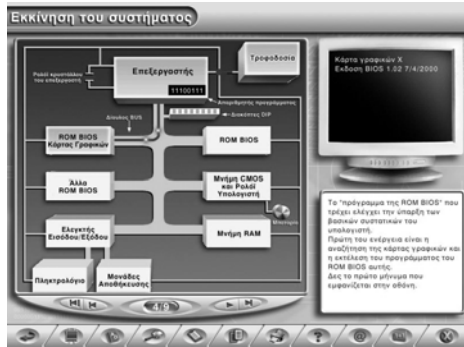 Εκκίνηση του συστήματος
Ρολόϊ κρυστάλλου
του επεξεργαστή
Επεξεργαστής
11100111
Τροφοδοσία
Απαριθμητής προγράμματος
Δίαυλος BUS
Διακόπτες DIP
ROM BIOS
Κάρτας Γραφικών
ROM BIOS
Άλλα
ROM BIOS
Μνήμη CMOS
και Ρολόϊ
Υπολογιστή
Μπαταρία
Ελεγκτής
Εισόδου/Εξόδου
Μνήμη RAM
Πληκτρολόγιο
Μονάδες
Αποθήκευσης
4/9
Κάρτα γραφικών X
Εκδοση BIOS 1.02 7/4/2000
Το "πρόγραμμα της ROM BIOS" που
τρέχει ελέγχει την ύπαρξη των
βασικών συστατικών του
υπολογιστή.
Πρώτη του ενέργεια είναι η
αναζήτηση της κάρτας γραφικών και
η εκτέλεση του προγράμματος του
ROM BIOS αυτής.
Δες το πρώτο μήνυμα που
εμφανίζεται στην οθόνη.